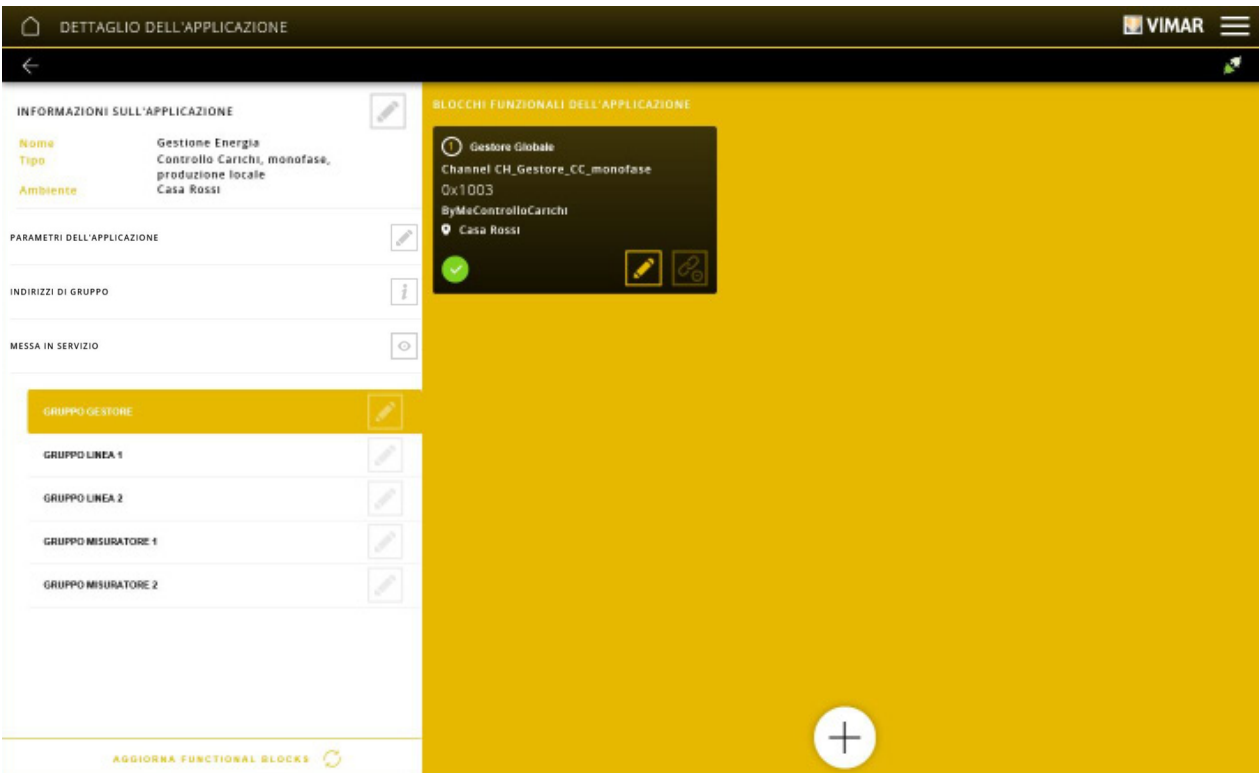 DETTAGLIO DELL'APPLICAZIONE
VIMAR
INFORMAZIONI SULL'APPLICAZIONE
Nome Gestione Energia
Tipo Controllo Carichi, monofase,
produzione locale
Ambiente Casa Rossi
PARAMETRI DELL'APPLICAZIONE
INDIRIZZI DI GRUPPO
i
MESSA IN SERVIZIO
GRUPPO GESTORE
GRUPPO LINEA 1
GRUPPO LINEA 2
GRUPPO MISURATORE 1
GRUPPO MISURATORE 2
AGGIORNA FUNCTIONAL BLOCKS
BLOCCHI FUNZIONALI DELL'APPLICAZIONE
1 Gestore Globale
Channel CH_Gestore_CC_monofase
0x1003
ByMeControlloCarichi
Casa Rossi